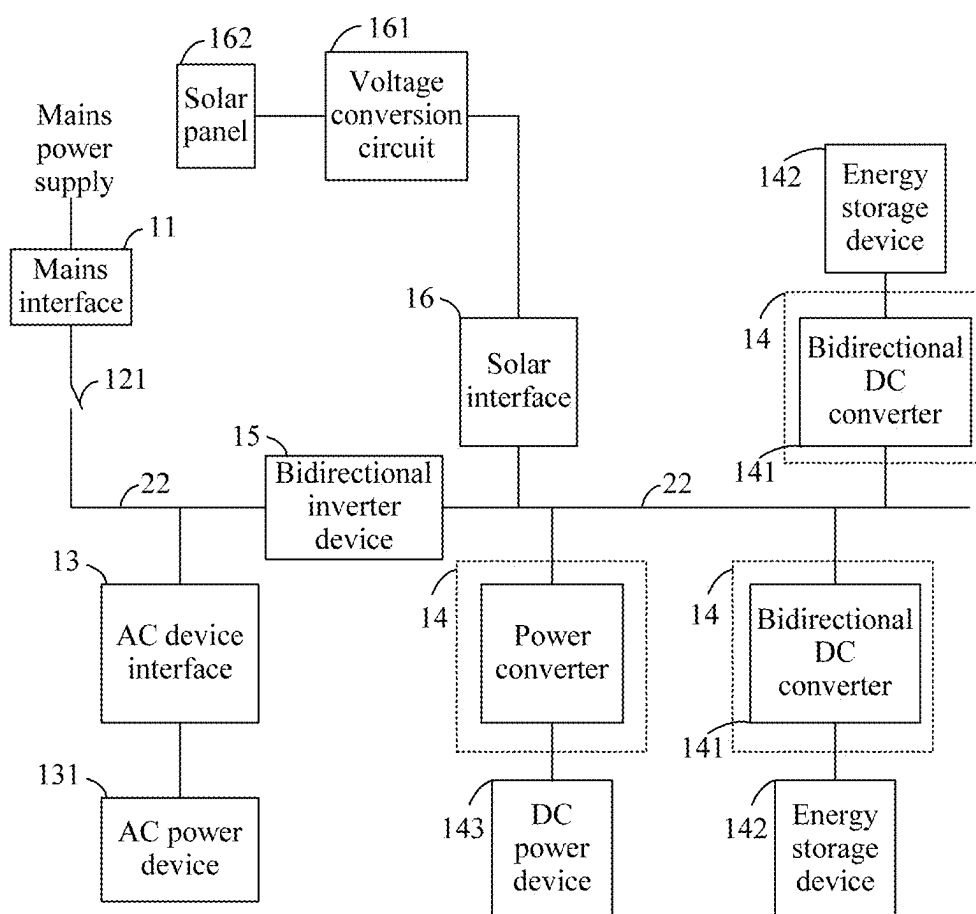 162
161
Solar
panel
Voltage
conversion
circuit
Mains
power
supply
142
Energy
storage
device
11
Mains
interface
16
Solar
interface
14
Bidirectional
DC
converter
141
121
15
Bidirectional
inverter
device
22
22
13
AC device
interface
14
Power
converter
14
Bidirectional
DC
converter
141
131
AC power
device
143
DC
power
device
142
Energy
storage
device